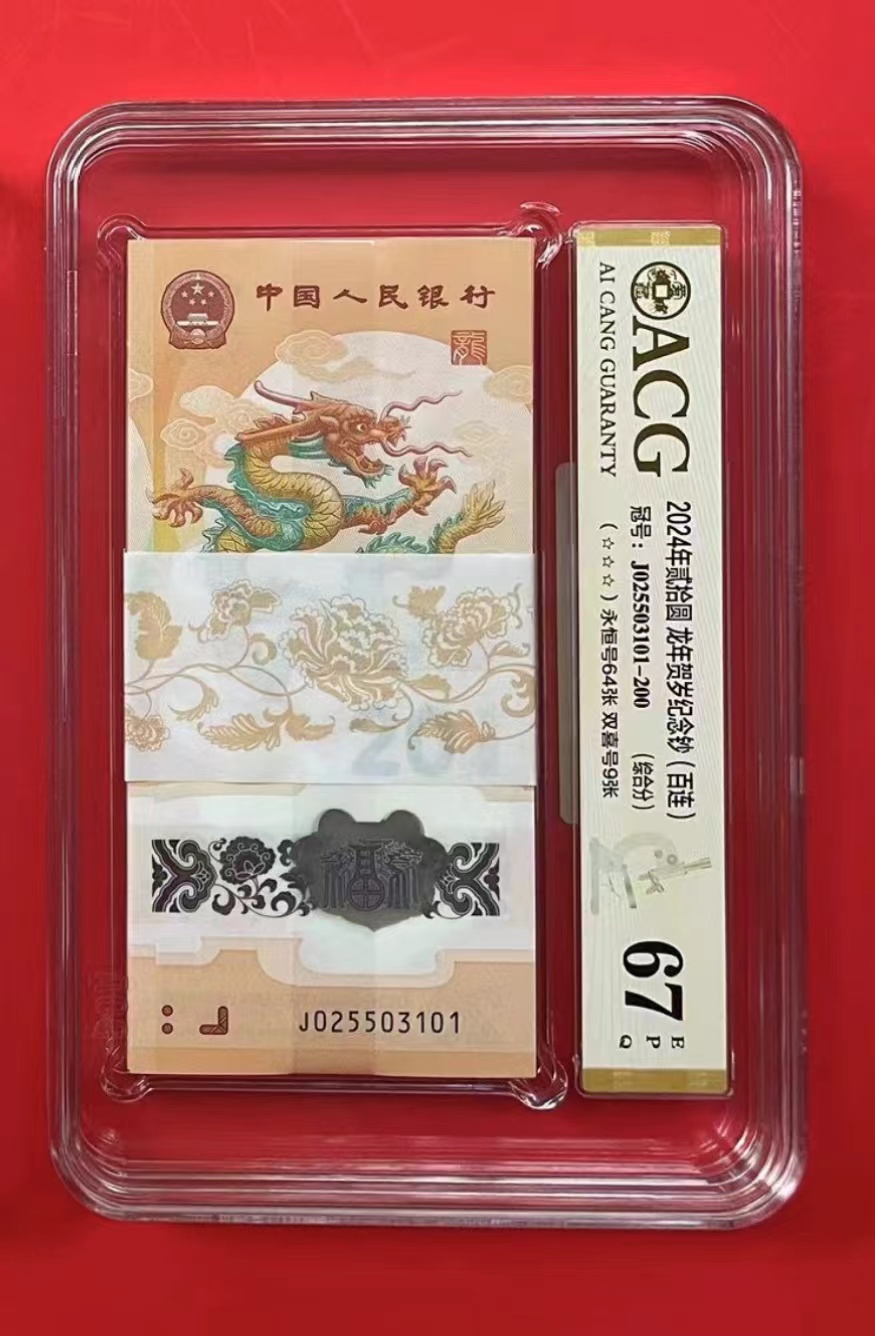 中国人民银行
龍
福
J025503101
ACG
AI CANG GUARANTY
2024年贰拾圆 龙年贺岁纪念钞（百连）
冠号：J025503101-200 （综合分）
（☆☆☆）永恒号64张 双喜号9张
67
E
P
Q